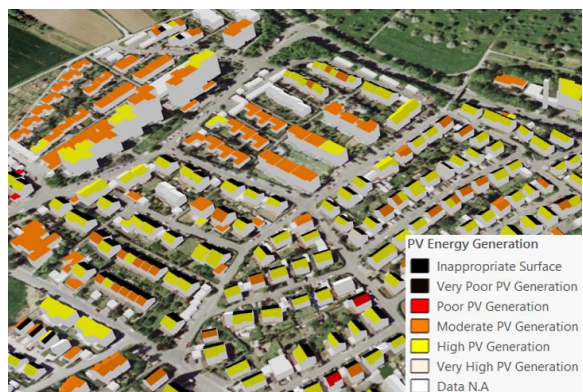 PV Energy Generation
Inappropriate Surface
Very Poor PV Generation
Poor PV Generation
Moderate PV Generation
High PV Generation
Very High PV Generation
Data N.A